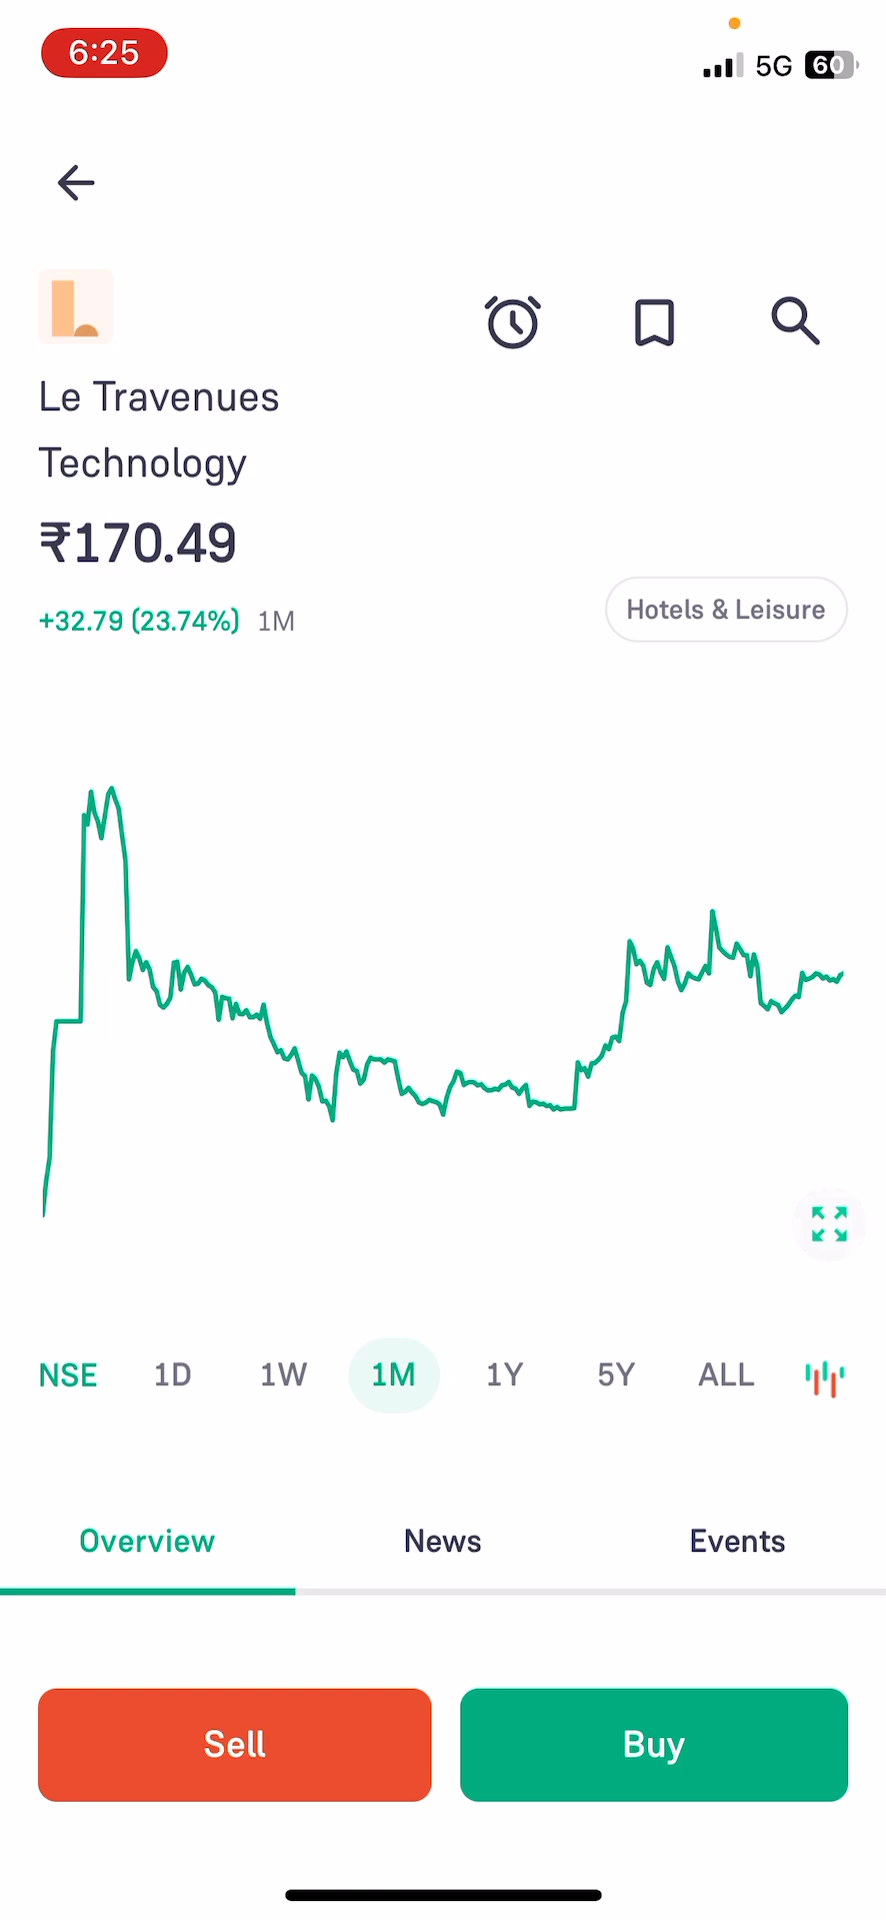 6:25
5G 60
Le Travenues
Technology
₹170.49
+32.79 (23.74%) 1M
Hotels & Leisure
NSE 1D 1W 1M 1Y 5Y ALL
Overview News Events
Sell Buy